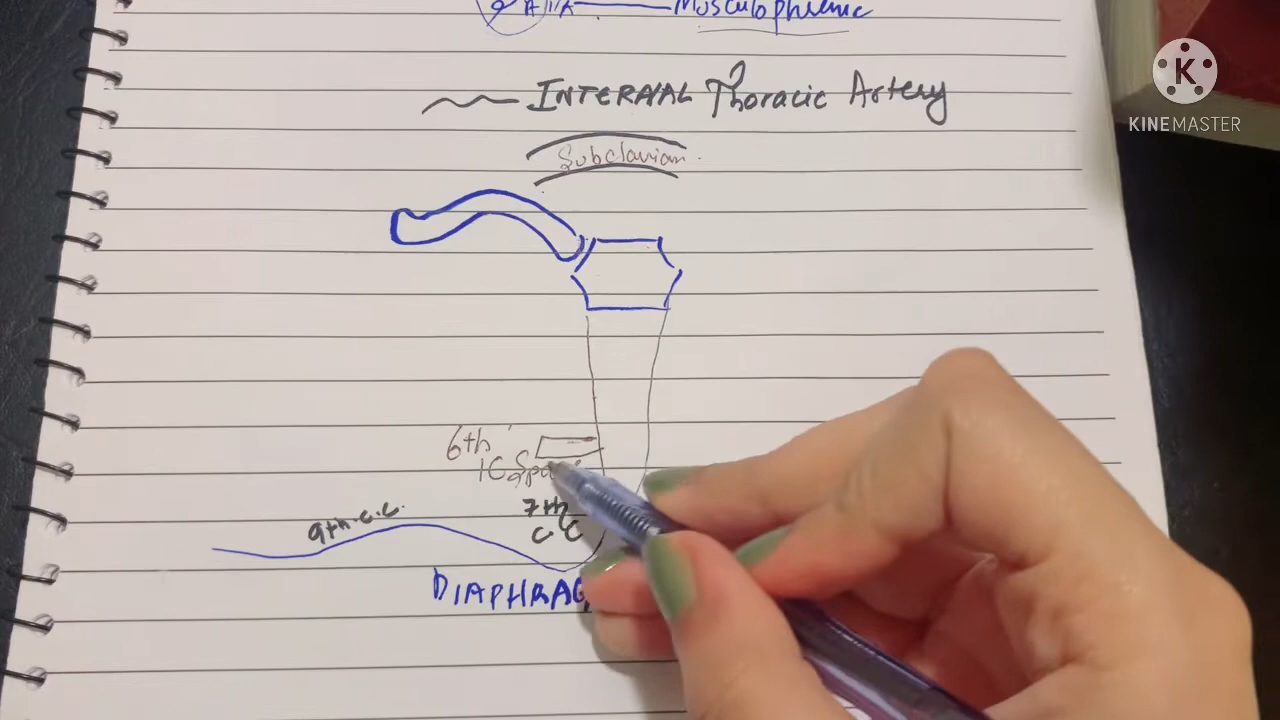 Musculophrenic
INTERNAL Thoracic Artery
K
KINEMASTER
Subclavian
6th
IC Space
7th
C C
9th C.C.
DIAPHRAG